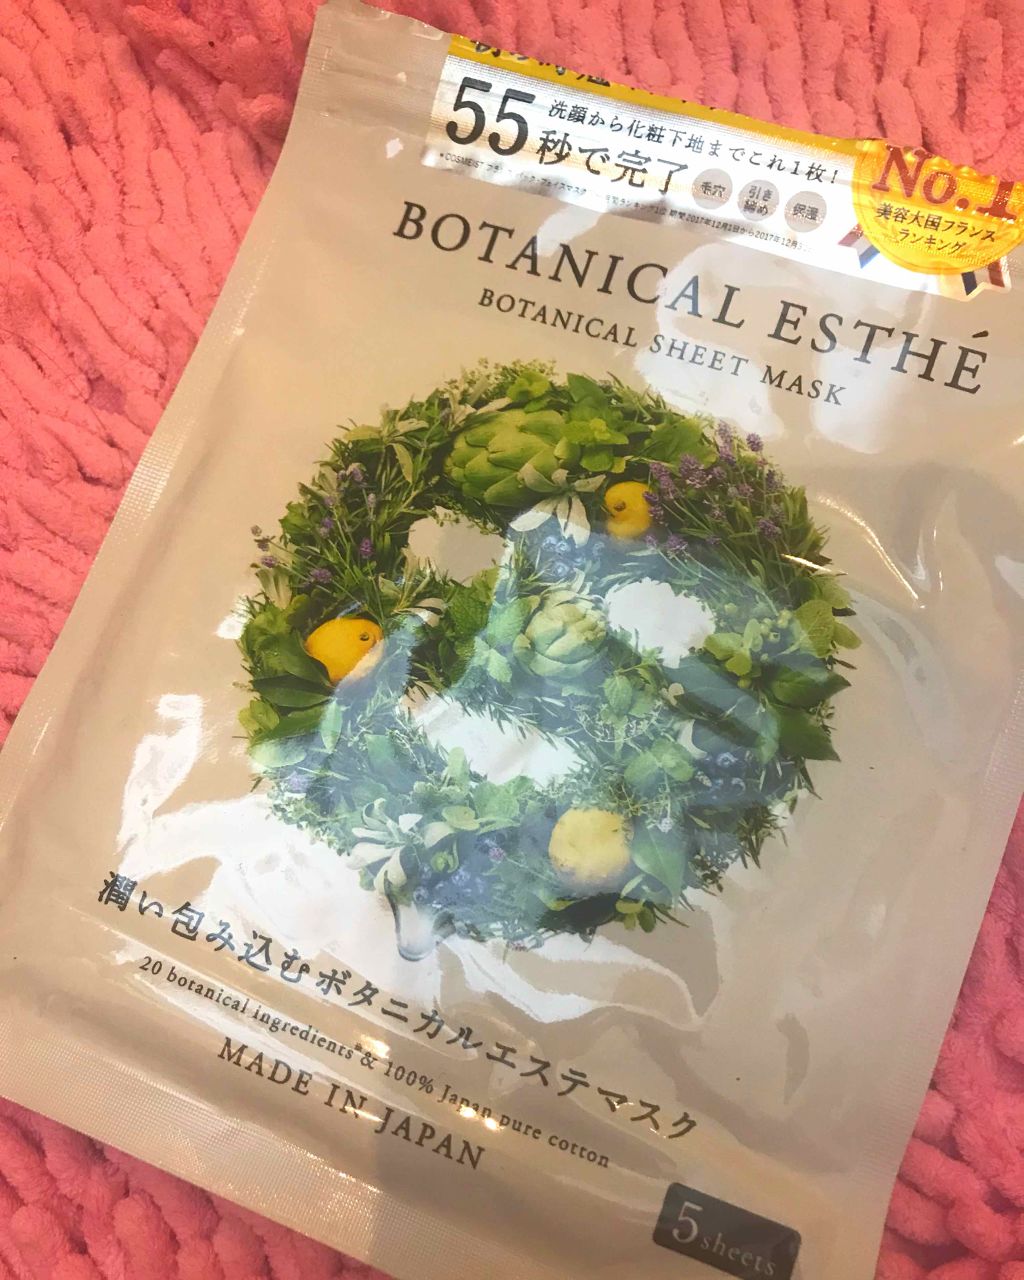 55
洗顔から化粧下地までこれ1枚!
秒で完了
毛穴
引き
締め
保湿
No.1
美容大国フランス
ランキング
BOTANICAL ESTHÉ
BOTANICAL SHEET MASK
潤い包み込むボタニカルエステマスク
20 botanical ingredients* & 100% Japan pure cotton
MADE IN JAPAN
5 sheets